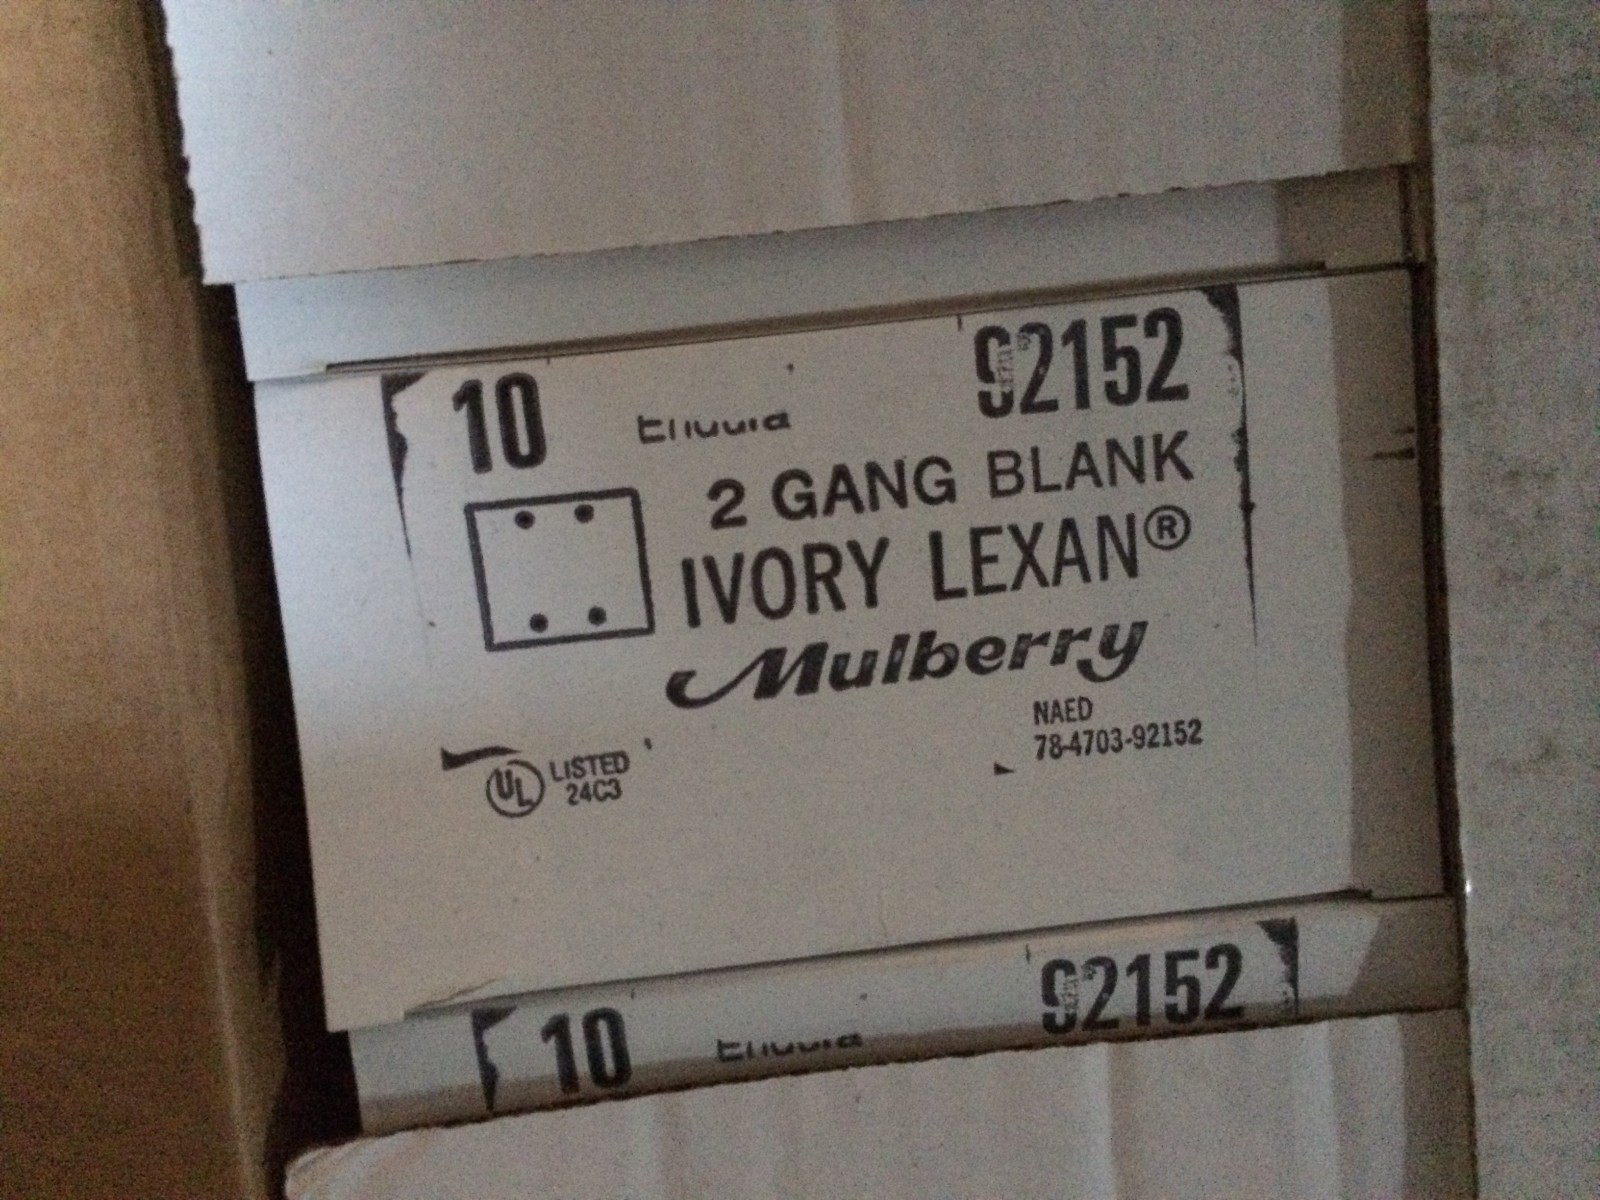 10 92152
2 GANG BLANK
IVORY LEXAN®
Mulberry
NAED
78-4703-92152
UL LISTED
24C3
10 92152